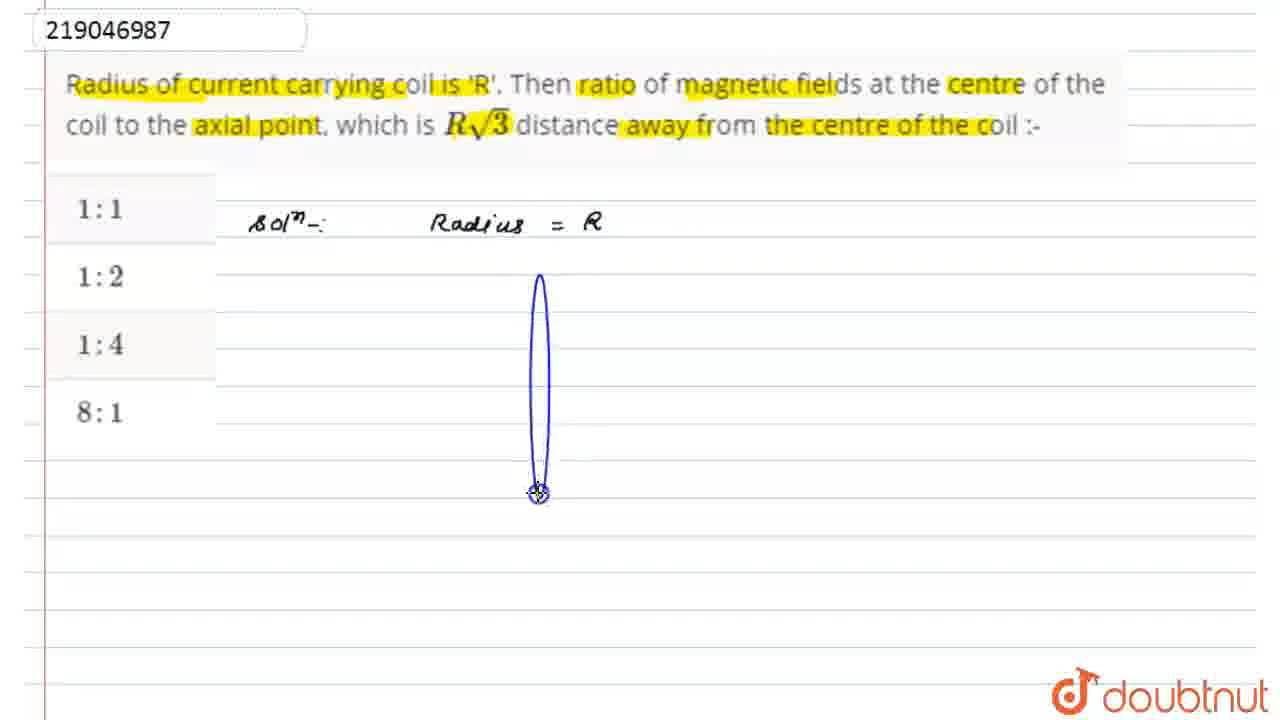 219046987
Radius of current carrying coil is 'R'. Then ratio of magnetic fields at the centre of the
coil to the axial point, which is R√3 distance away from the centre of the coil :-
1 : 1
1 : 2
1 : 4
8 : 1
Solⁿ-: Radius = R
doubtnut